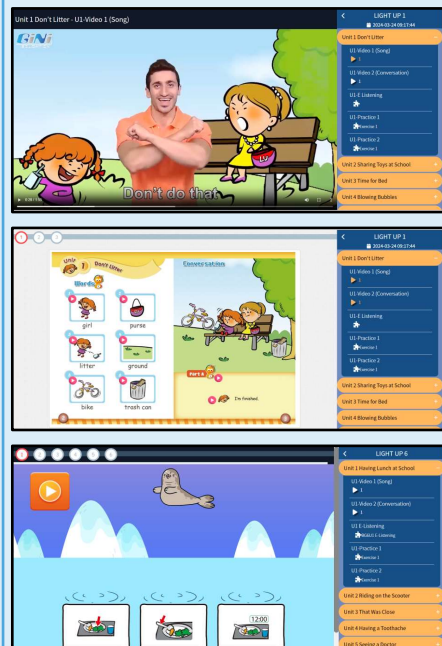 Unit 1 Don't Litter - U1-Video 1 (Song)
GiNi
Don't do that
LIGHT UP 1
2024-03-24 09:17:44
Unit 1 Don't Litter
U1-Video 1 (Song)
1
U1-Video 2 (Conversation)
1
U1-E Listening
U1-Practice 1
Exercise 1
U1-Practice 2
Exercise 1
Unit 2 Sharing Toys at School
Unit 3 Time for Bed
Unit 4 Blowing Bubbles
1 2 3
Unit 1 Don't Litter
Words
girl
purse
litter
ground
bike
trash can
Conversation
Part A
I'm finished.
LIGHT UP 1
2024-03-24 09:17:44
Unit 1 Don't Litter
U1-Video 1 (Song)
1
U1-Video 2 (Conversation)
1
U1-E Listening
U1-Practice 1
Exercise 1
U1-Practice 2
Exercise 1
Unit 2 Sharing Toys at School
Unit 3 Time for Bed
Unit 4 Blowing Bubbles
1 2 3 4 5 6
12:00
LIGHT UP 6
Unit 1 Having Lunch at School
U1-Video 1 (Song)
1
U1-Video 2 (Conversation)
1
U1 E-Listening
E-Listening
U1-Practice 1
Exercise 1
U1-Practice 2
Exercise 1
Unit 2 Riding on the Scooter
Unit 3 That Was Close
Unit 4 Having a Toothache
Unit 5 Seeing a Doctor